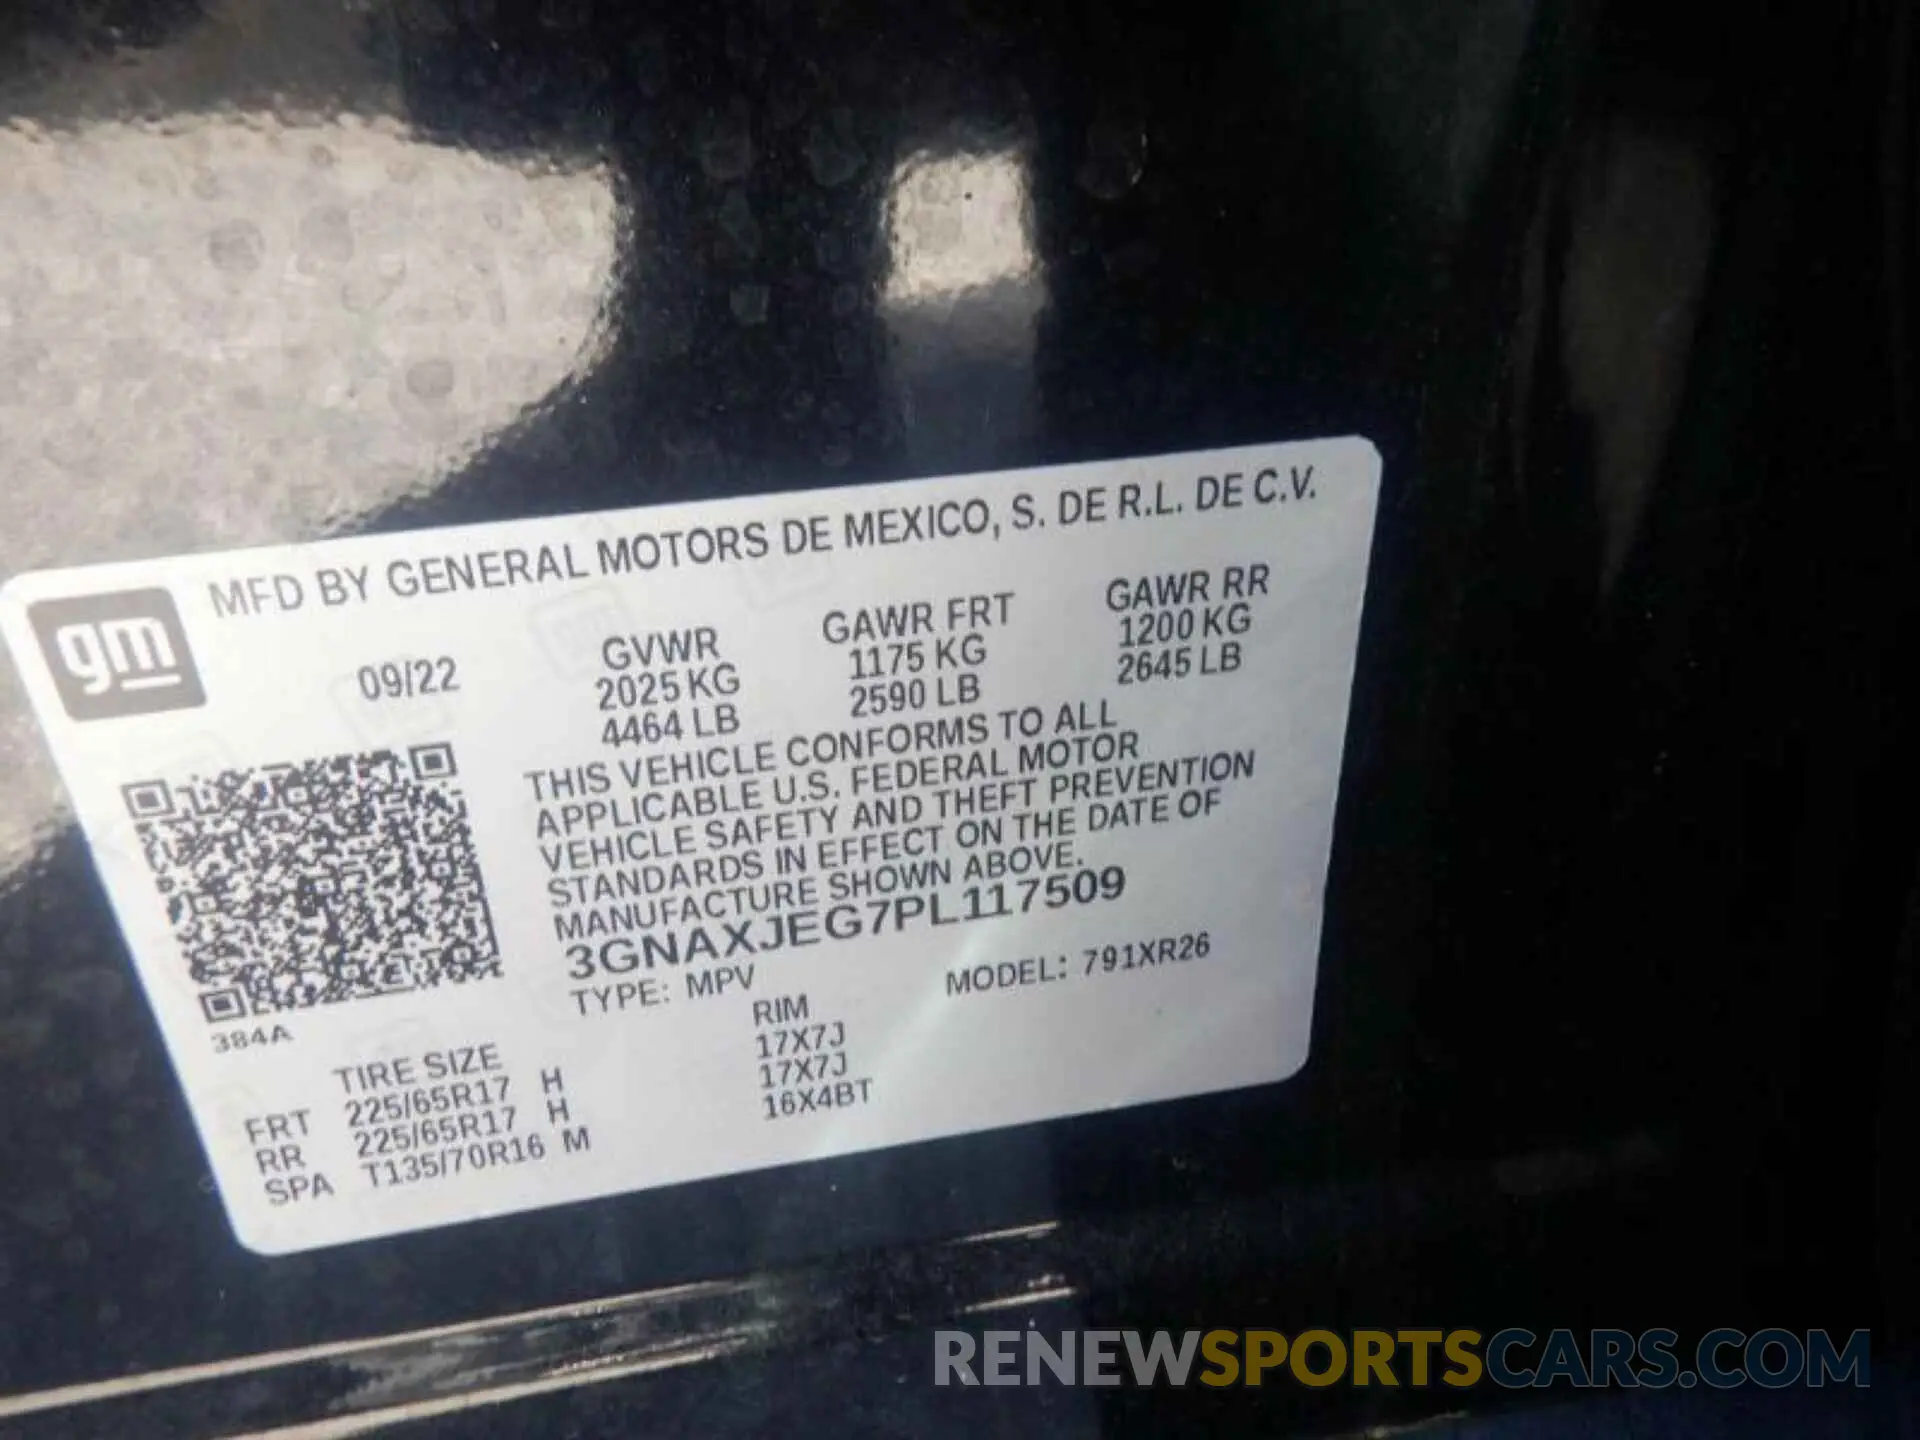 MFD BY GENERAL MOTORS DE MEXICO, S. DE R.L. DE C.V.
gm
09/22
GVWR
2025 KG
4464 LB
GAWR FRT
1175 KG
2590 LB
GAWR RR
1200 KG
2645 LB
THIS VEHICLE CONFORMS TO ALL
APPLICABLE U.S. FEDERAL MOTOR
VEHICLE SAFETY AND THEFT PREVENTION
STANDARDS IN EFFECT ON THE DATE OF
MANUFACTURE SHOWN ABOVE.
3GNAXJEG7PL117509
TYPE: MPV
MODEL: 791XR26
384A
TIRE SIZE RIM
FRT 225/65R17 H 17X7J
RR 225/65R17 H 17X7J
SPA T135/70R16 M 16X4BT
RENEWSPORTSCARS.COM